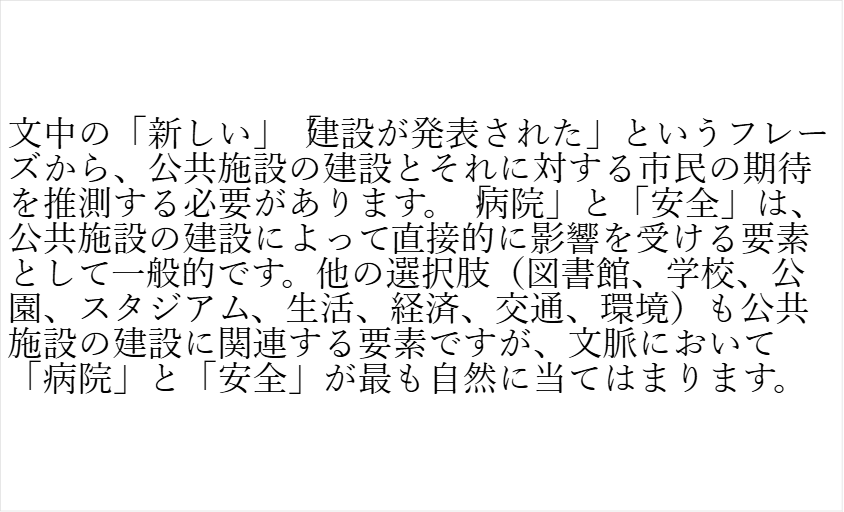 文中の「新しい」「建設が発表された」というフレー
ズから、公共施設の建設とそれに対する市民の期待
を推測する必要があります。「病院」と「安全」は、
公共施設の建設によって直接的に影響を受ける要素
として一般的です。他の選択肢（図書館、学校、公
園、スタジアム、生活、経済、交通、環境）も公共
施設の建設に関連する要素ですが、文脈において
「病院」と「安全」が最も自然に当てはまります。